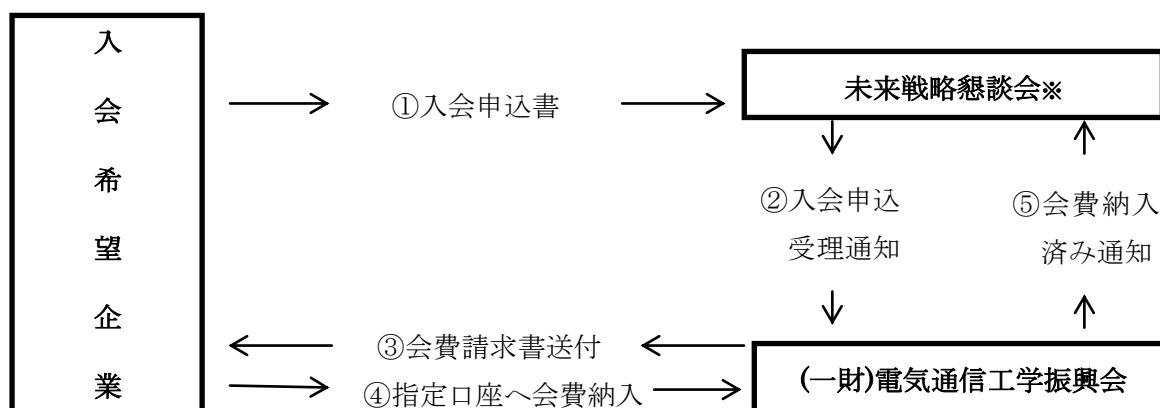 入会希望企業
①入会申込書
未来戦略懇談会※
②入会申込
受理通知
⑤会費納入
済み通知
③会費請求書送付
④指定口座へ会費納入
(一財)電気通信工学振興会